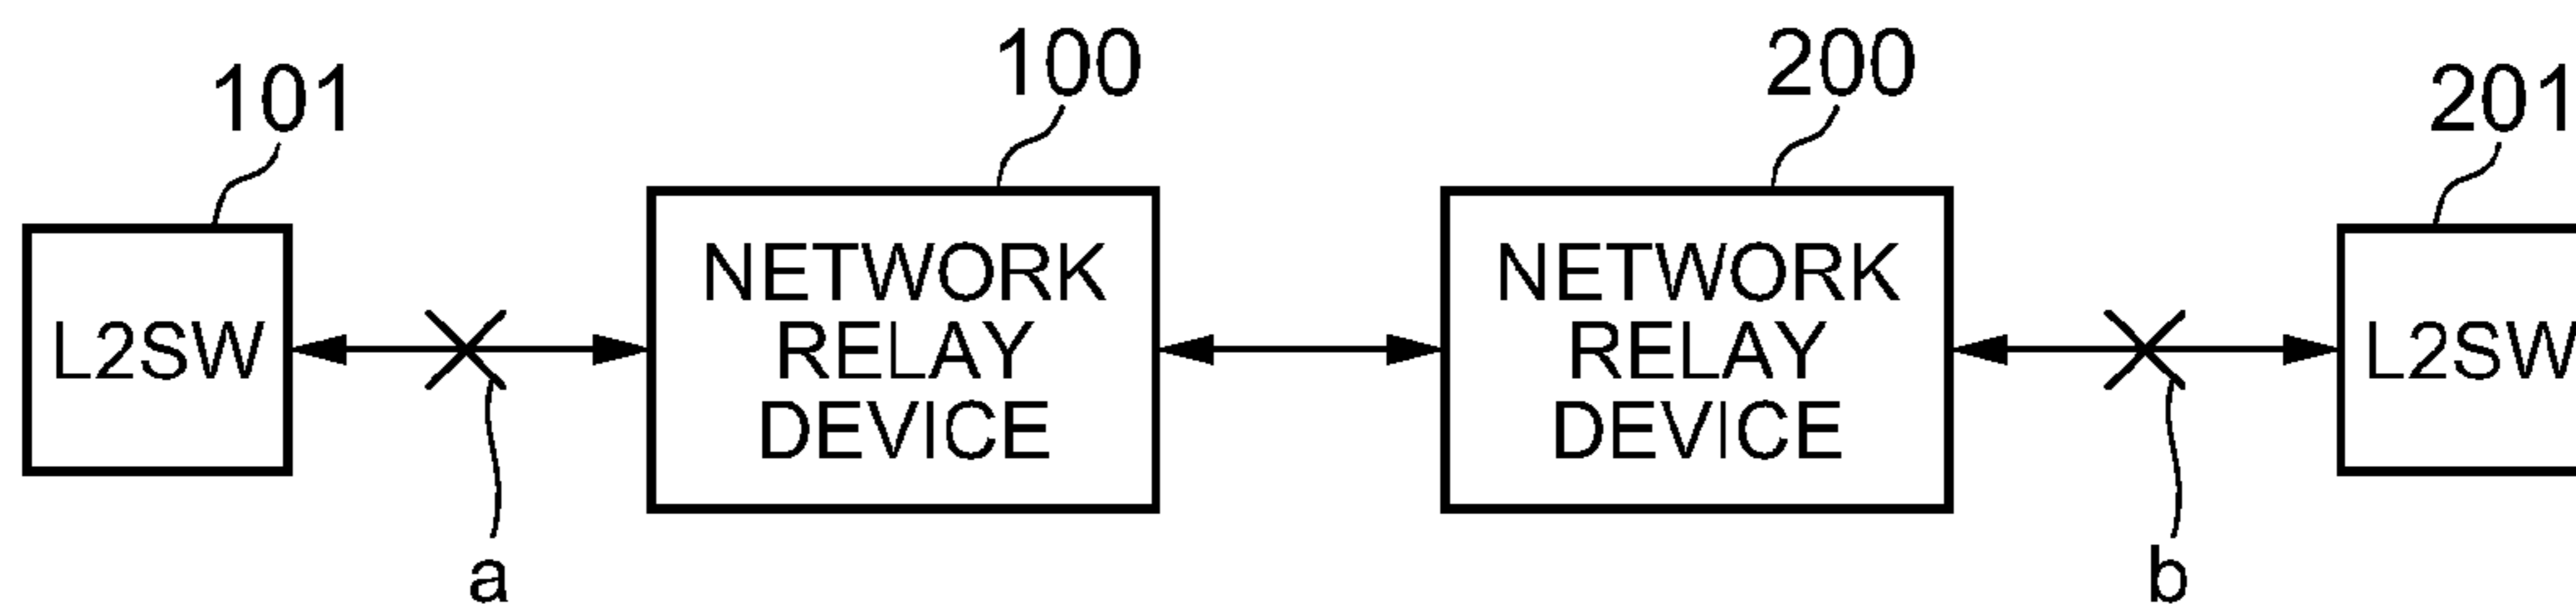 101
100
200
201
L2SW
NETWORK
RELAY
DEVICE
NETWORK
RELAY
DEVICE
L2SW
a
b